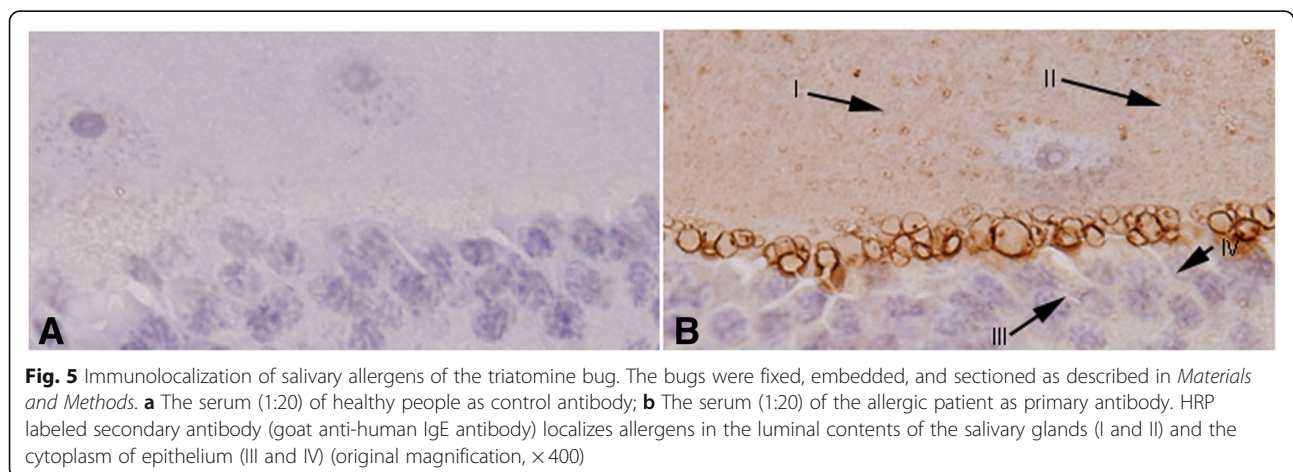 I
II
IV
III
A
B
Fig. 5 Immunolocalization of salivary allergens of the triatomine bug. The bugs were fixed, embedded, and sectioned as described in Materials
and Methods. a The serum (1:20) of healthy people as control antibody; b The serum (1:20) of the allergic patient as primary antibody. HRP
labeled secondary antibody (goat anti-human IgE antibody) localizes allergens in the luminal contents of the salivary glands (I and II) and the
cytoplasm of epithelium (III and IV) (original magnification, × 400)